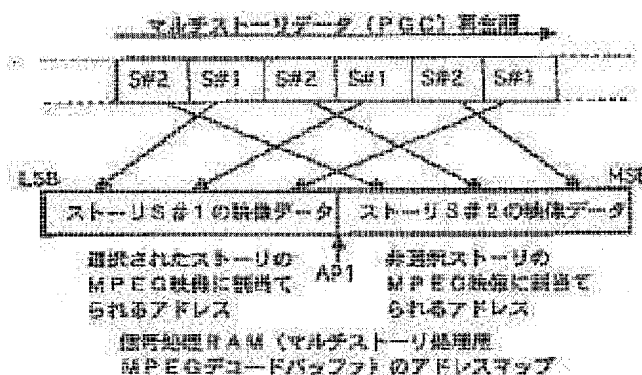 マルチストーリデータ（PGC）再生順
S#2 S#1 S#2 S#1 S#2 S#1
LSB MSB
ストーリS#1の映像データ ストーリS#2の映像データ
AP1
選択されたストーリの
MPEG映像に割当て
られるアドレス
非選択ストーリの
MPEG映像に割当て
られるアドレス
信号処理RAM（マルチストーリ処理用
MPEGデコードバッファ）のアドレスマップ